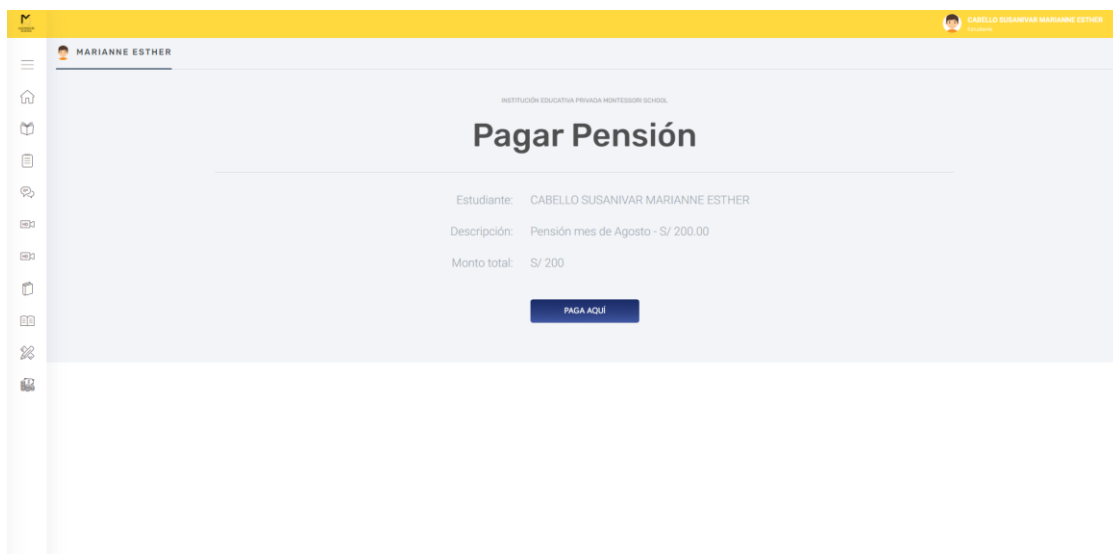 CABELLO SUSANIVAR MARIANNE ESTHER
Estudiante
MARIANNE ESTHER
INSTITUCIÓN EDUCATIVA PRIVADA MONTESSORI SCHOOL
Pagar Pensión
Estudiante: CABELLO SUSANIVAR MARIANNE ESTHER
Descripción: Pensión mes de Agosto - S/ 200.00
Monto total: S/ 200
PAGA AQUÍ